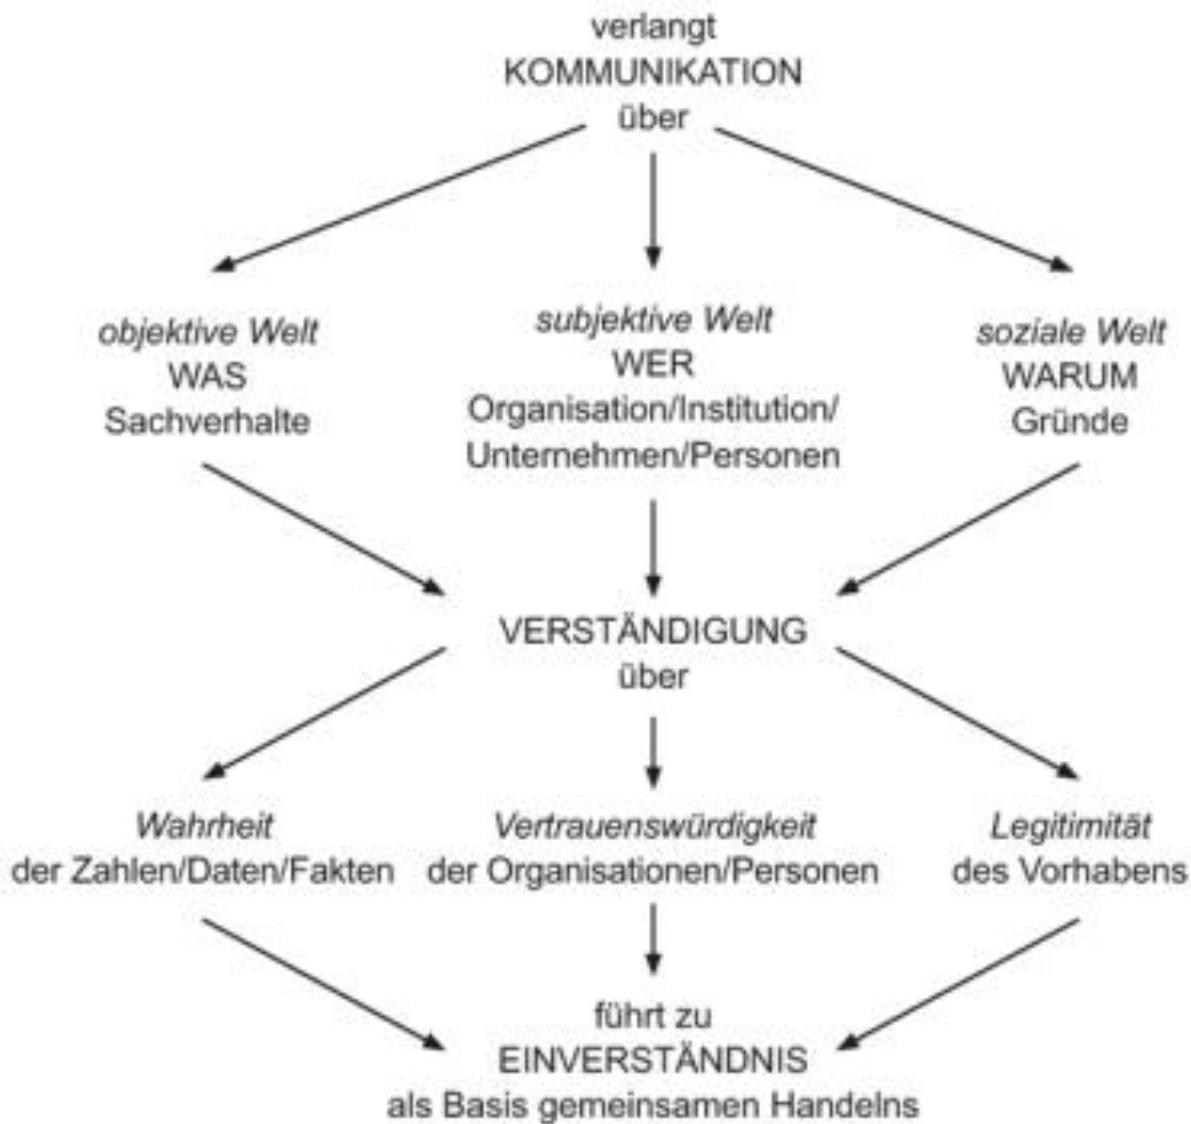 verlangt
KOMMUNIKATION
über
objektive Welt
WAS
Sachverhalte
subjektive Welt
WER
Organisation/Institution/
Unternehmen/Personen
soziale Welt
WARUM
Gründe
VERSTÄNDIGUNG
über
Wahrheit
der Zahlen/Daten/Fakten
Vertrauenswürdigkeit
der Organisationen/Personen
Legitimität
des Vorhabens
führt zu
EINVERSTÄNDNIS
als Basis gemeinsamen Handelns